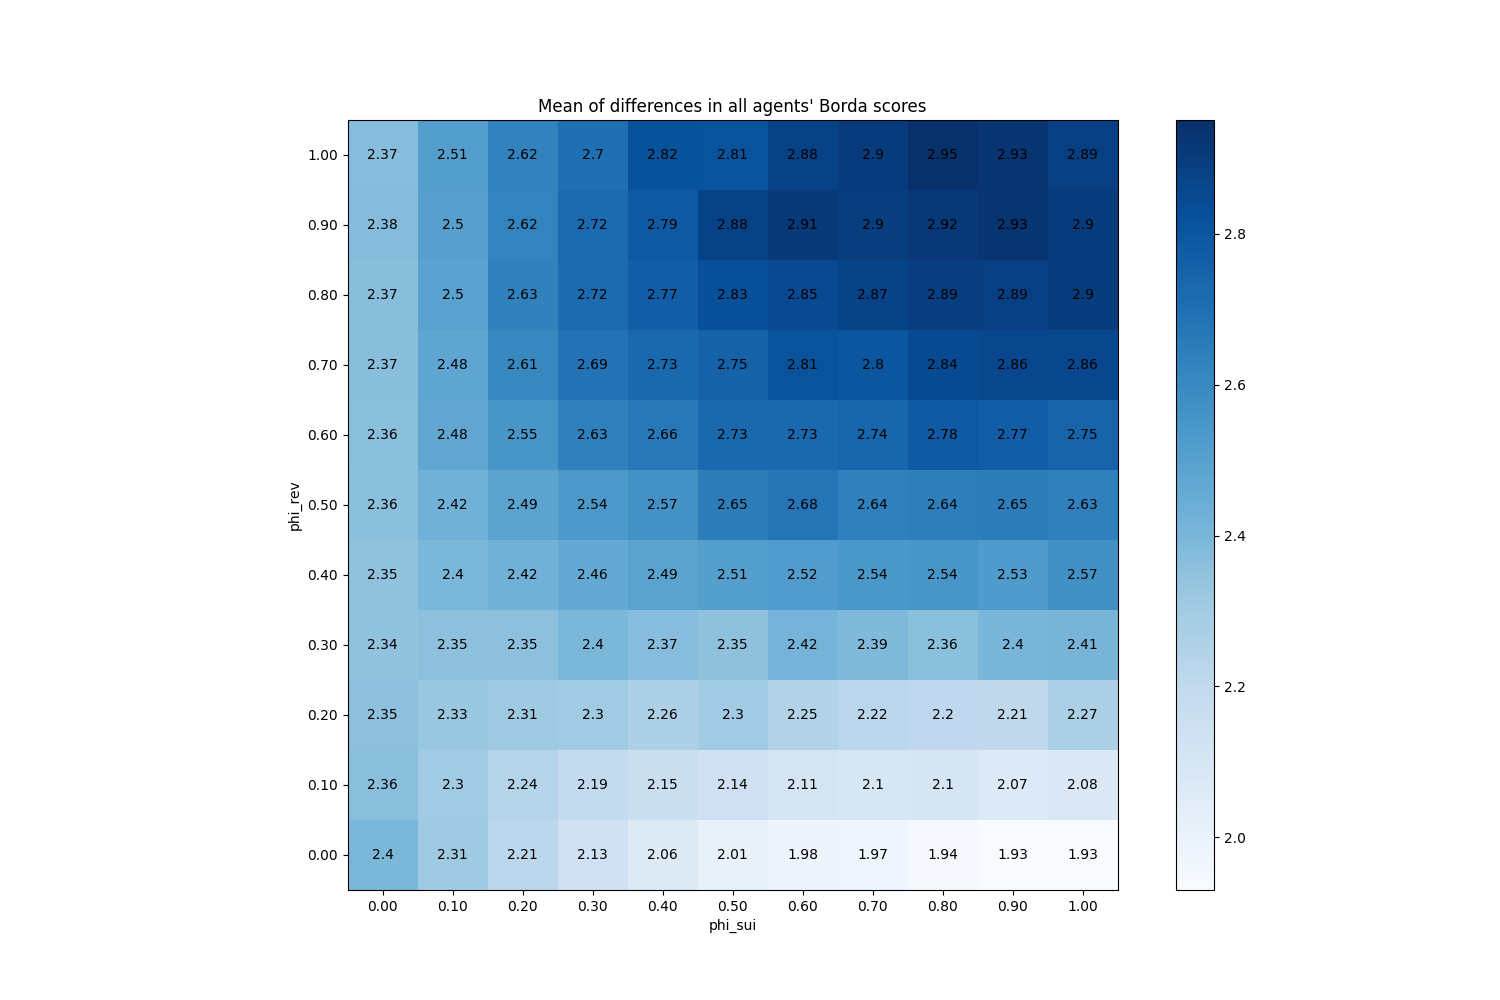 Mean of differences in all agents' Borda scores
1.00 2.37 2.51 2.62 2.7 2.82 2.81 2.88 2.9 2.95 2.93 2.89
0.90 2.38 2.5 2.62 2.72 2.79 2.88 2.91 2.9 2.92 2.93 2.9
2.8
0.80 2.37 2.5 2.63 2.72 2.77 2.83 2.85 2.87 2.89 2.89 2.9
0.70 2.37 2.48 2.61 2.69 2.73 2.75 2.81 2.8 2.84 2.86 2.86
2.6
0.60 2.36 2.48 2.55 2.63 2.66 2.73 2.73 2.74 2.78 2.77 2.75
phi_rev
0.50 2.36 2.42 2.49 2.54 2.57 2.65 2.68 2.64 2.64 2.65 2.63
2.4
0.40 2.35 2.4 2.42 2.46 2.49 2.51 2.52 2.54 2.54 2.53 2.57
0.30 2.34 2.35 2.35 2.4 2.37 2.35 2.42 2.39 2.36 2.4 2.41
2.2
0.20 2.35 2.33 2.31 2.3 2.26 2.3 2.25 2.22 2.2 2.21 2.27
0.10 2.36 2.3 2.24 2.19 2.15 2.14 2.11 2.1 2.1 2.07 2.08
2.0
0.00 2.4 2.31 2.21 2.13 2.06 2.01 1.98 1.97 1.94 1.93 1.93
0.00 0.10 0.20 0.30 0.40 0.50 0.60 0.70 0.80 0.90 1.00
phi_sui